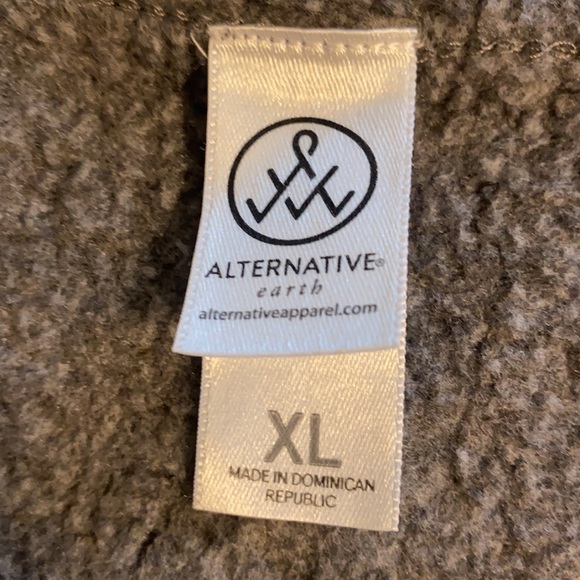 ALTERNATIVE®
earth
alternativeapparel.com
XL
MADE IN DOMINICAN
REPUBLIC